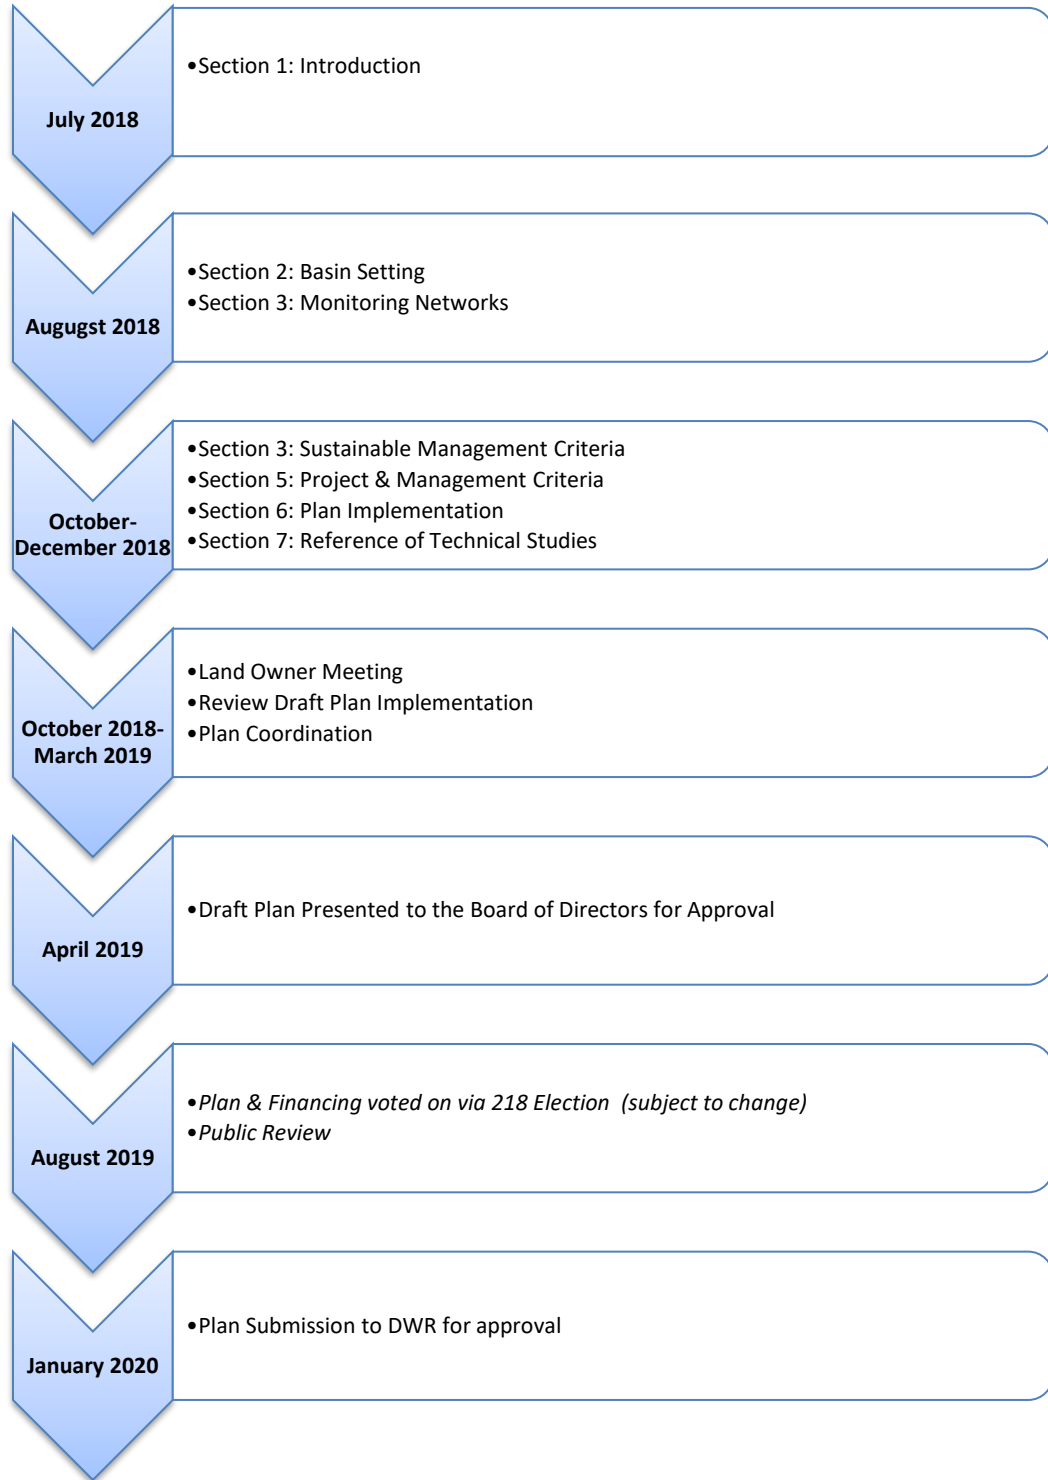 July 2018
•Section 1: Introduction
Augugst 2018
•Section 2: Basin Setting
•Section 3: Monitoring Networks
October-
December 2018
•Section 3: Sustainable Management Criteria
•Section 5: Project & Management Criteria
•Section 6: Plan Implementation
•Section 7: Reference of Technical Studies
October 2018-
March 2019
•Land Owner Meeting
•Review Draft Plan Implementation
•Plan Coordination
April 2019
•Draft Plan Presented to the Board of Directors for Approval
August 2019
•Plan & Financing voted on via 218 Election  (subject to change)
•Public Review
January 2020
•Plan Submission to DWR for approval